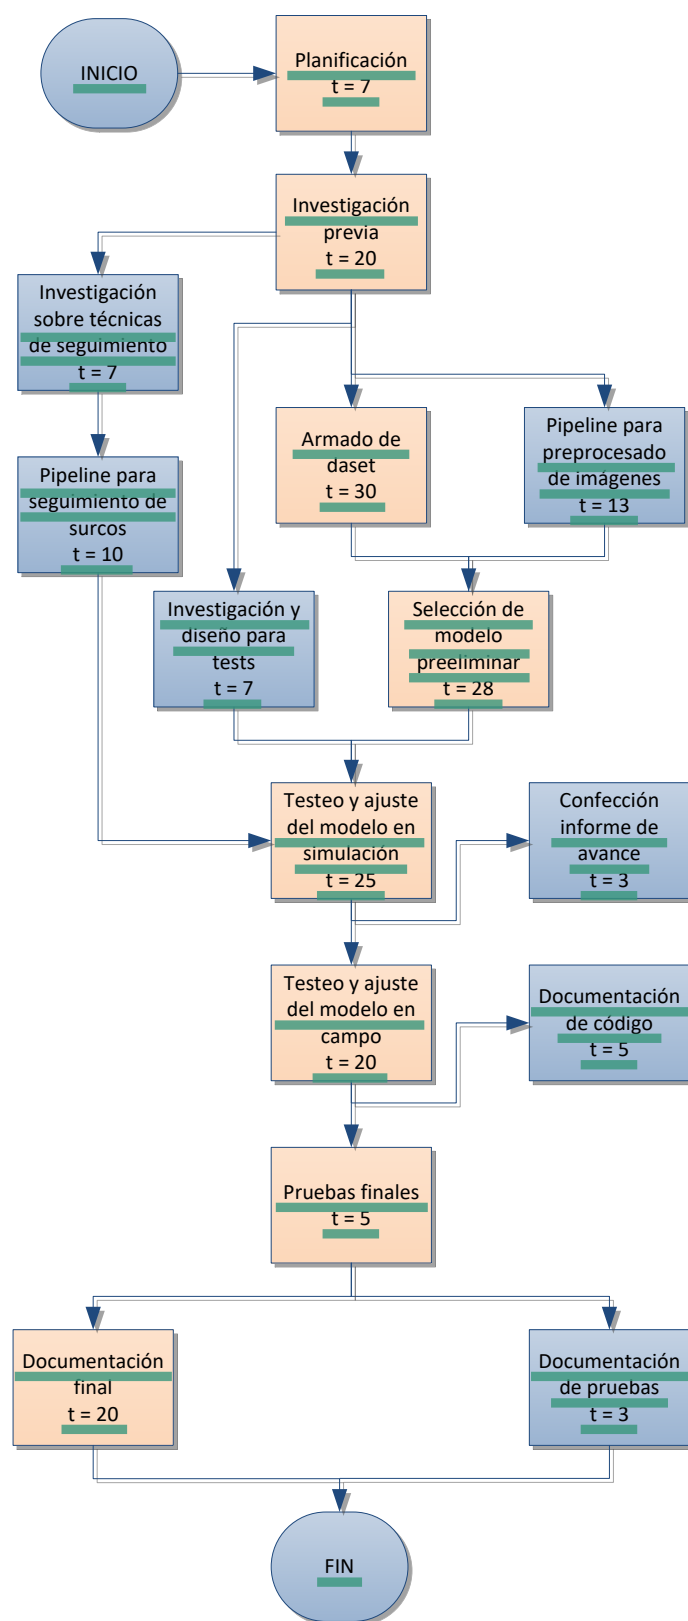 INICIO
Planificación
t = 7
Investigación
previa
t = 20
Investigación
sobre técnicas
de seguimiento
t = 7
Armado de
daset
t = 30
Pipeline para
preprocesado
de imágenes
t = 13
Pipeline para
seguimiento de
surcos
t = 10
Investigación y
diseño para
tests
t = 7
Selección de
modelo
preeliminar
t = 28
Testeo y ajuste
del modelo en
simulación
t = 25
Confección
informe de
avance
t = 3
Testeo y ajuste
del modelo en
campo
t = 20
Documentación
de código
t = 5
Pruebas finales
t = 5
Documentación
final
t = 20
Documentación
de pruebas
t = 3
FIN